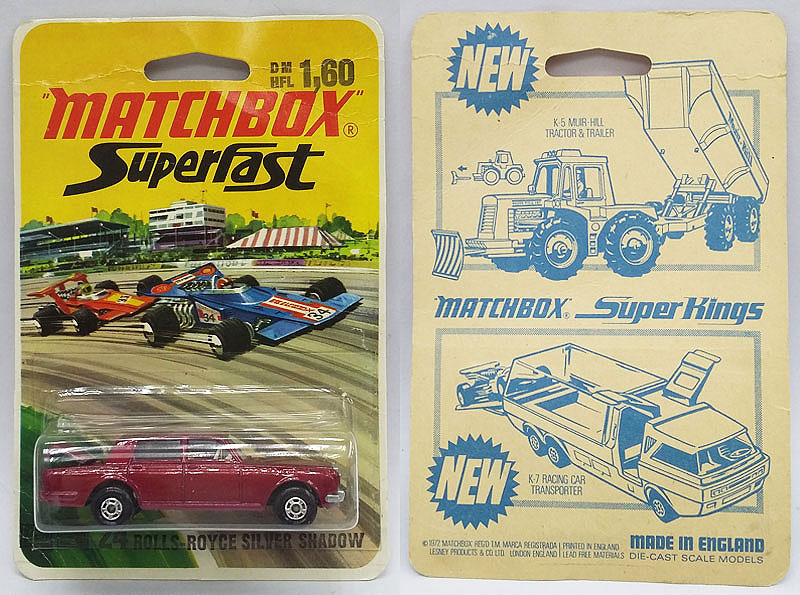 DM
HFL 1,60
"MATCHBOX"®
Superfast
34
34
24 ROLLS-ROYCE SILVER SHADOW
NEW
K-5 MUIR-HILL
TRACTOR & TRAILER
"MATCHBOX"® Super Kings
NEW
K-7 RACING CAR
TRANSPORTER
©1972 MATCHBOX REG'D T.M. MARCA REGISTRADA PRINTED IN ENGLAND
LESNEY PRODUCTS & CO LTD. LONDON ENGLAND LEAD FREE MATERIALS
MADE IN ENGLAND
DIE-CAST SCALE MODELS